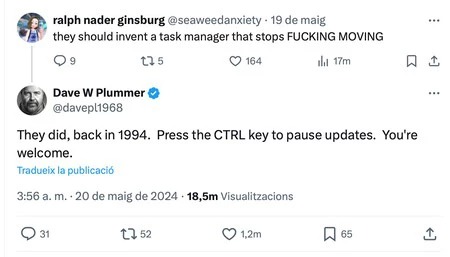 ralph nader ginsburg @seaweedanxiety · 19 de maig
they should invent a task manager that stops FUCKING MOVING
9 5 164 17m
Dave W Plummer
@davepl1968
They did, back in 1994. Press the CTRL key to pause updates. You're
welcome.
Tradueix la publicació
3:56 a. m. · 20 de maig de 2024 · 18,5m Visualitzacions
31 52 1,2m 65